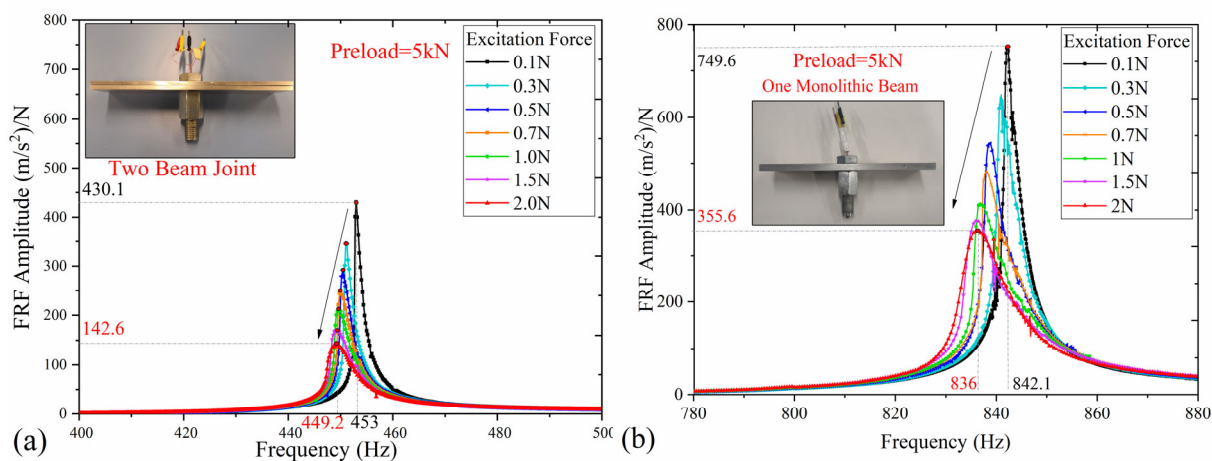 800
700
600
500
400
300
200
100
0
430.1
142.6
FRF Amplitude (m/s²)/N
Two Beam Joint
Preload=5kN
Excitation Force
0.1N
0.3N
0.5N
0.7N
1.0N
1.5N
2.0N
400
420
440
460
480
500
449.2
453
Frequency (Hz)
(a)
800
700
600
500
400
300
200
100
0
749.6
355.6
FRF Amplitude (m/s²)/N
Preload=5kN
One Monolithic Beam
Excitation Force
0.1N
0.3N
0.5N
0.7N
1N
1.5N
2N
836
842.1
780
800
820
840
860
880
Frequency (Hz)
(b)